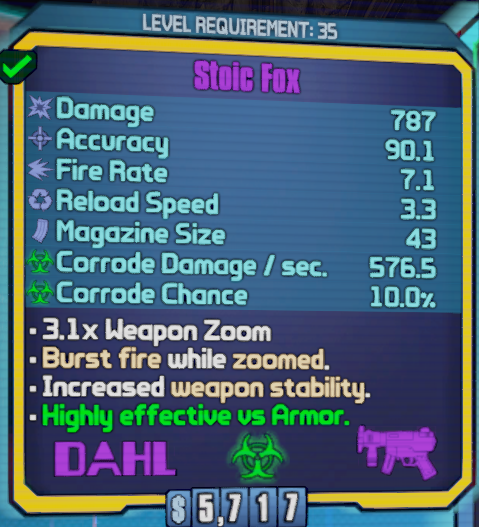 LEVEL REQUIREMENT: 35
Stoic Fox
Damage 787
Accuracy 90.1
Fire Rate 7.1
Reload Speed 3.3
Magazine Size 43
Corrode Damage / sec. 576.5
Corrode Chance 10.0%
• 3.1x Weapon Zoom
• Burst fire while zoomed.
• Increased weapon stability.
• Highly effective vs Armor.
DAHL
$ 5,717